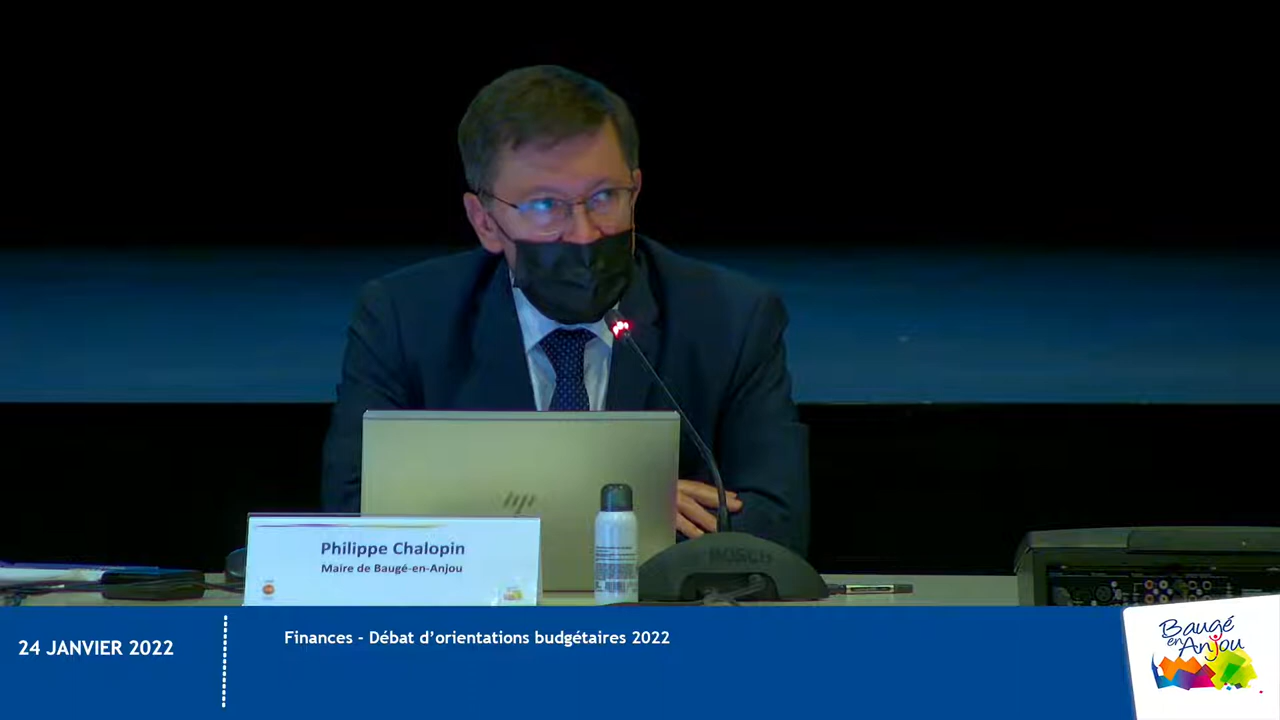 hp
BOSCH
Philippe Chalopin
Maire de Baugé-en-Anjou
24 JANVIER 2022
Finances - Débat d'orientations budgétaires 2022
Baugé
en
Anjou